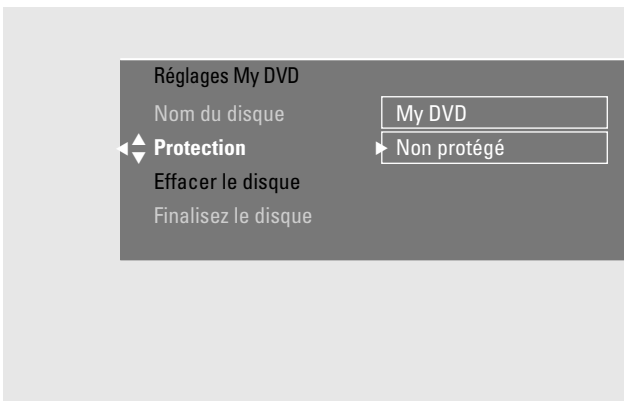 Réglages My DVD
Nom du disque My DVD
Protection Non protégé
Effacer le disque
Finalisez le disque